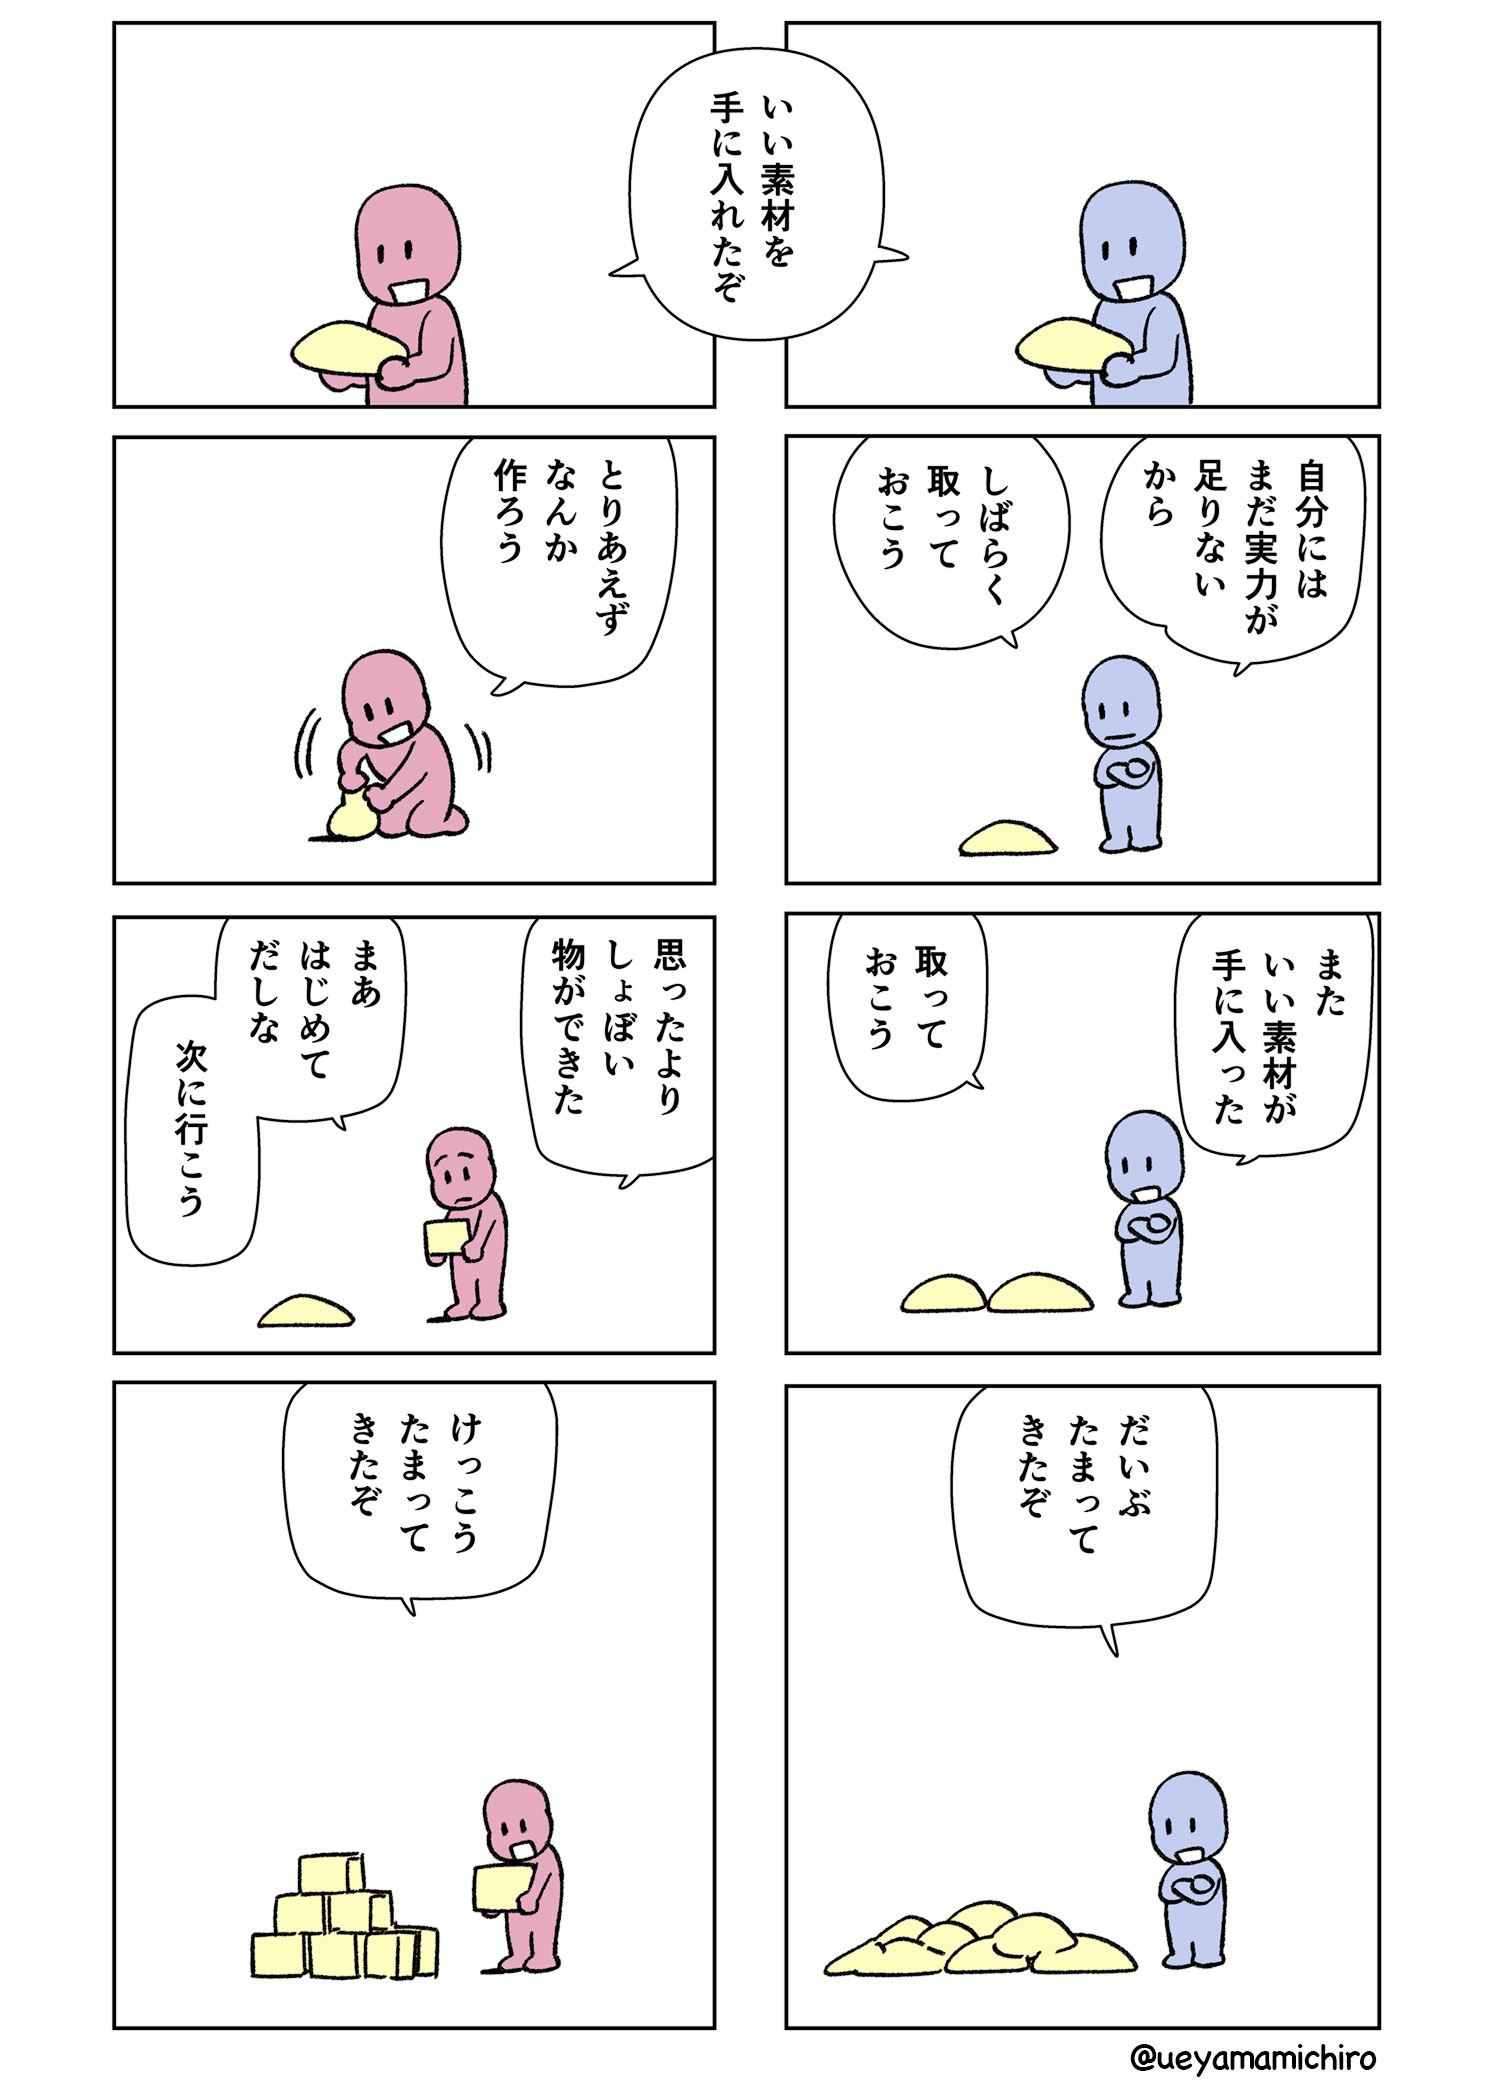 いい素材を
手に入れたぞ
自分には
まだ実力が
足りない
から
しばらく
取って
おこう
また
いい素材が
手に入った
取って
おこう
だいぶ
たまって
きたぞ
とりあえず
なんか
作ろう
思ったより
しょぼい
物ができた
まあ
はじめて
だしな
次に行こう
けっこう
たまって
きたぞ
@ueyamamichiro